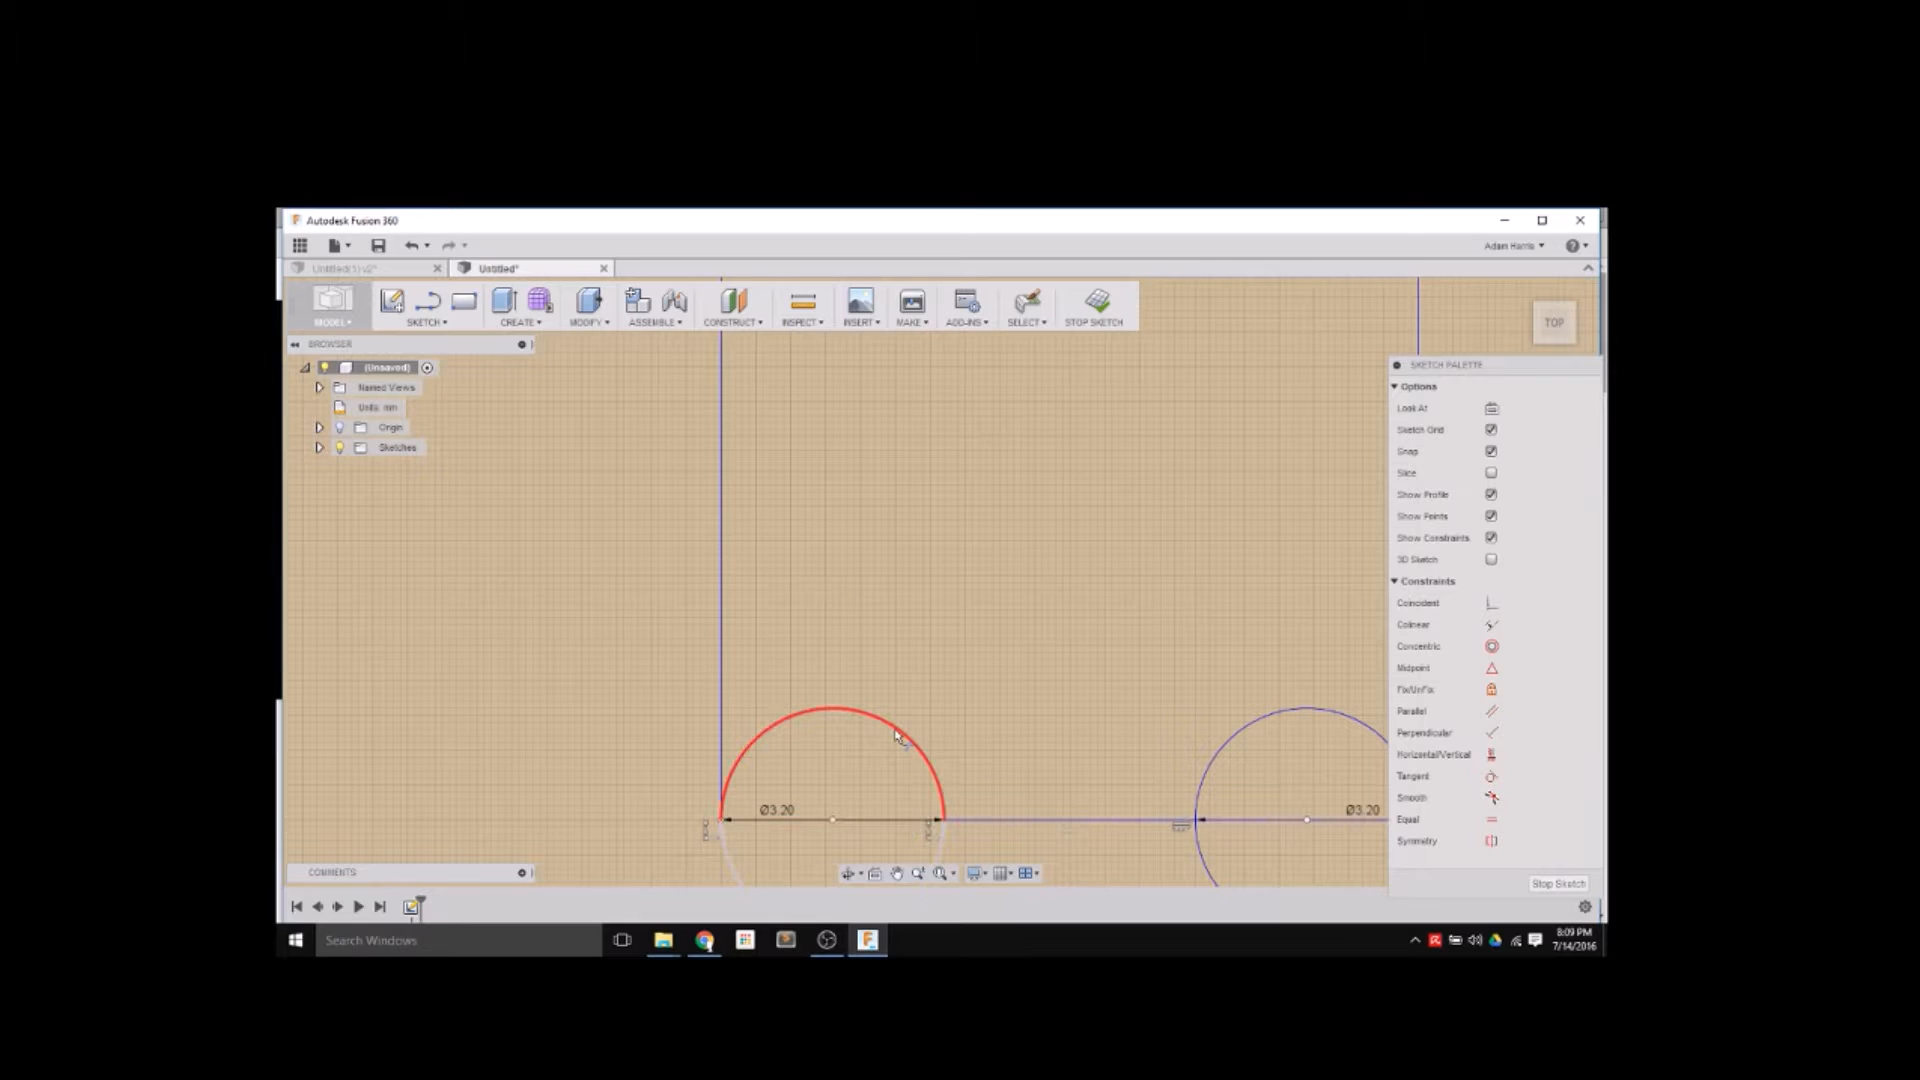 Autodesk Fusion 360
Adam Harris
Untitled(1) v2*
Untitled*
MODEL
SKETCH
CREATE
MODIFY
ASSEMBLE
CONSTRUCT
INSPECT
INSERT
MAKE
ADD-INS
SELECT
STOP SKETCH
TOP
BROWSER
(Unsaved)
Named Views
Units: mm
Origin
Sketches
SKETCH PALETTE
Options
Look At
Sketch Grid
Snap
Slice
Show Profile
Show Points
Show Constraints
3D Sketch
Constraints
Coincident
Colinear
Concentric
Midpoint
Fix/UnFix
Parallel
Perpendicular
Horizontal/Vertical
Tangent
Smooth
Equal
Symmetry
Stop Sketch
Ø3.20
Ø3.20
COMMENTS
Search Windows
8:09 PM
7/14/2016